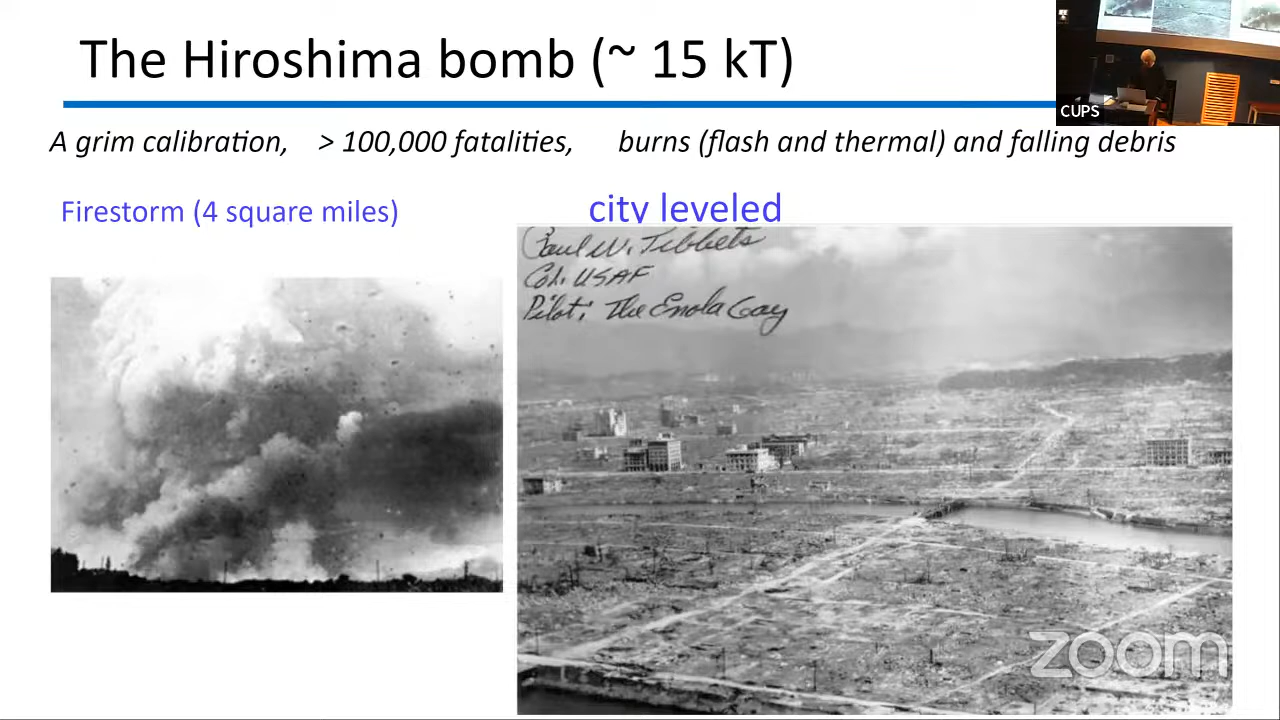 The Hiroshima bomb (~ 15 kT)
CUPS
A grim calibration, > 100,000 fatalities, burns (flash and thermal) and falling debris
Firestorm (4 square miles)
city leveled
Paul W. Tibbets
Col. USAF
Pilot: The Enola Gay
zoom